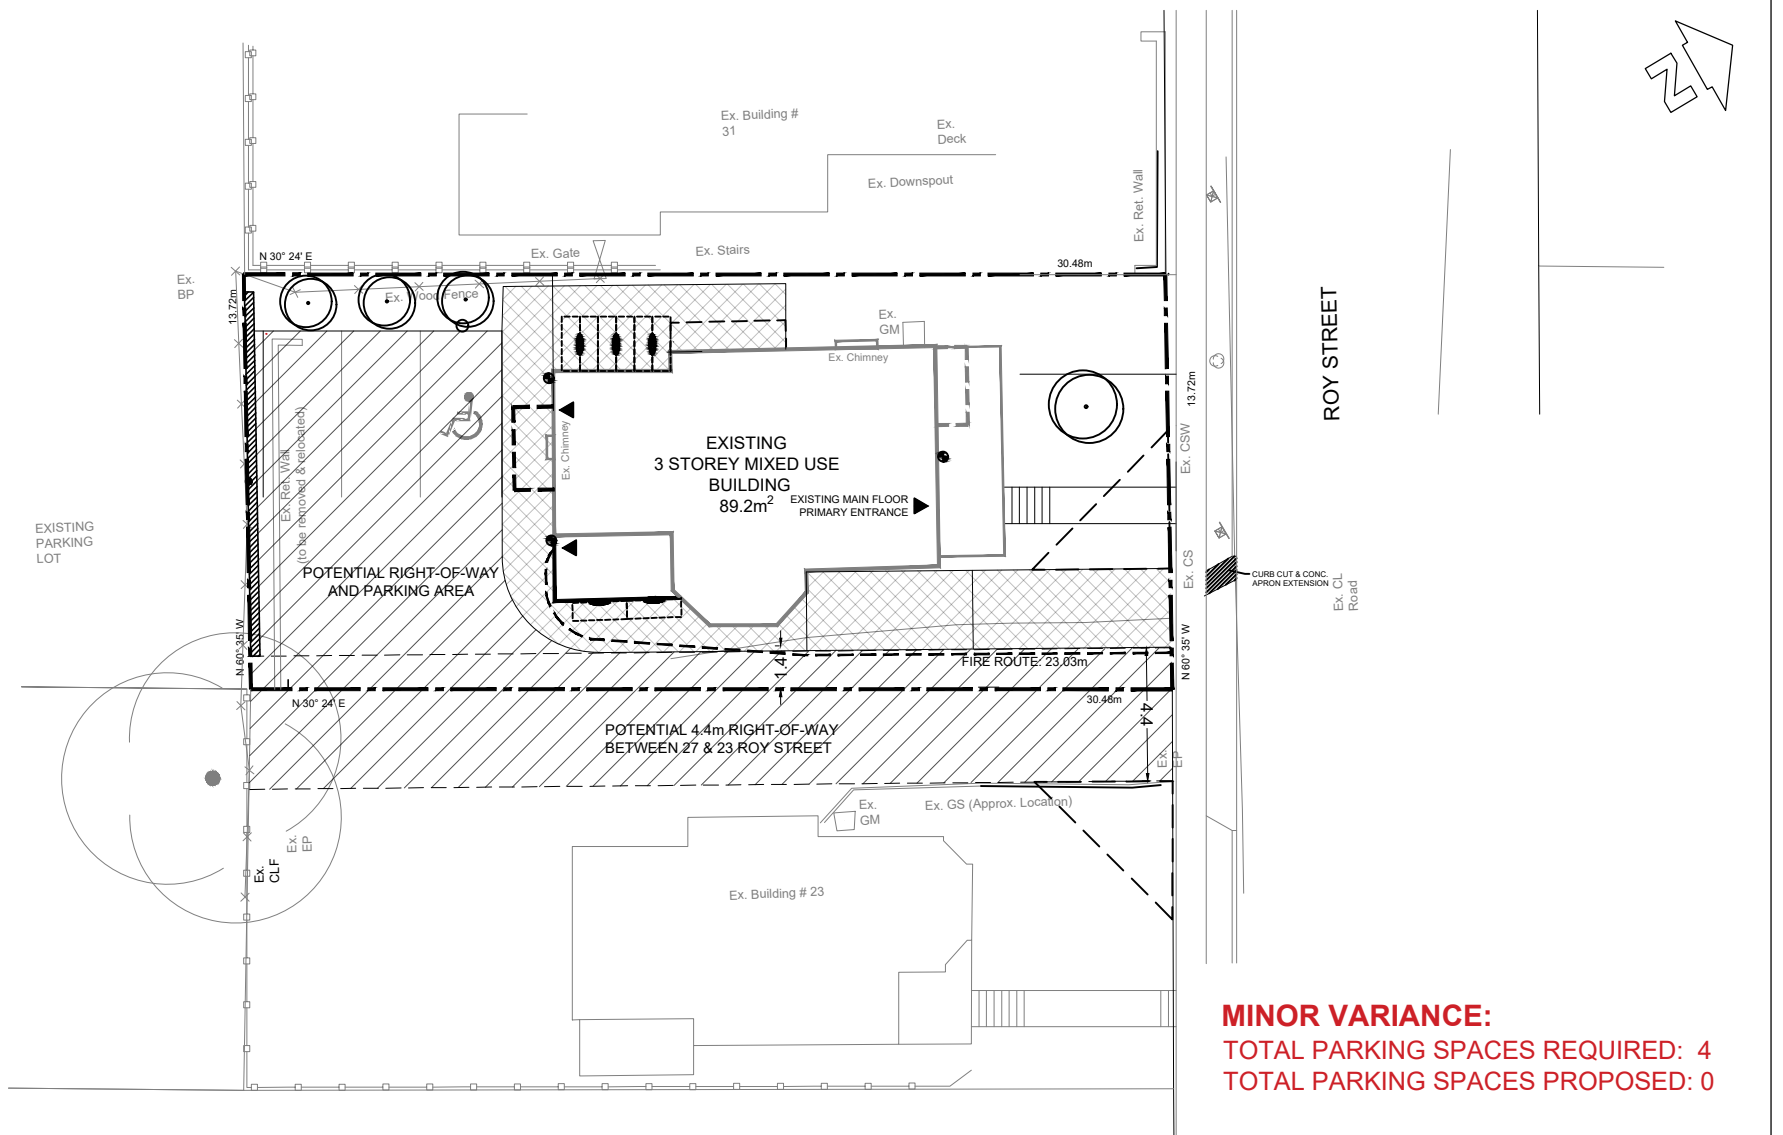 Z
Ex. Building #
31
Ex.
Deck
Ex. Downspout
Ex. Ret. Wall
Ex. Gate
Ex. Stairs
N 30° 24' E
30.48m
Ex.
BP
13.72m
Ex. Wood Fence
Ex.
GM
Ex. Chimney
ROY STREET
13.72m
Ex. CSW
Ex. Chimney
EXISTING
3 STOREY MIXED USE
BUILDING
89.2m²
EXISTING MAIN FLOOR
PRIMARY ENTRANCE
Ex. Ret. Wall
(to be removed & relocated)
EXISTING
PARKING
LOT
POTENTIAL RIGHT-OF-WAY
AND PARKING AREA
Ex. CS
CURB CUT & CONC.
APRON EXTENSION
Ex. CL
Road
N 60° 35' W
N 60° 35' W
1.4
FIRE ROUTE: 23.03m
N 30° 24' E
30.48m
4.4
POTENTIAL 4.4m RIGHT-OF-WAY
BETWEEN 27 & 23 ROY STREET
Ex.
EP
Ex.
GM
Ex. GS (Approx. Location)
Ex.
EP
Ex.
CLF
Ex. Building # 23
MINOR VARIANCE:
TOTAL PARKING SPACES REQUIRED: 4
TOTAL PARKING SPACES PROPOSED: 0